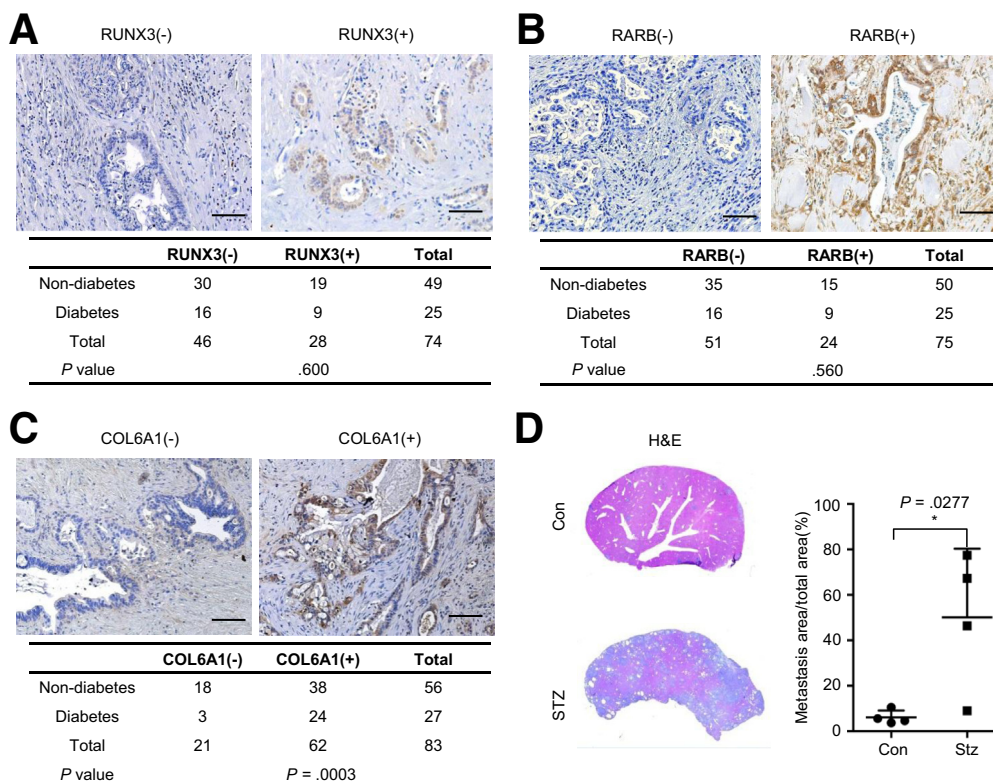 A
RUNX3(-) RUNX3(+)
RUNX3(-) RUNX3(+) Total
Non-diabetes 30 19 49
Diabetes 16 9 25
Total 46 28 74
P value .600
B
RARB(-) RARB(+)
RARB(-) RARB(+) Total
Non-diabetes 35 15 50
Diabetes 16 9 25
Total 51 24 75
P value .560
C
COL6A1(-) COL6A1(+)
COL6A1(-) COL6A1(+) Total
Non-diabetes 18 38 56
Diabetes 3 24 27
Total 21 62 83
P value P = .0003
D
H&E
Con
STZ
Metastasis area/total area(%)
100
80
60
40
20
0
P = .0277
*
Con Stz